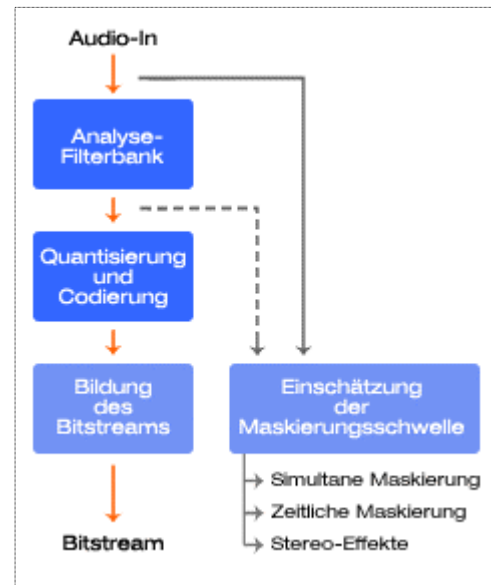 Audio-In
Analyse-
Filterbank
Quantisierung
und
Codierung
Bildung
des
Bitstreams
Einschätzung
der
Maskierungsschwelle
Simultane Maskierung
Zeitliche Maskierung
Stereo-Effekte
Bitstream